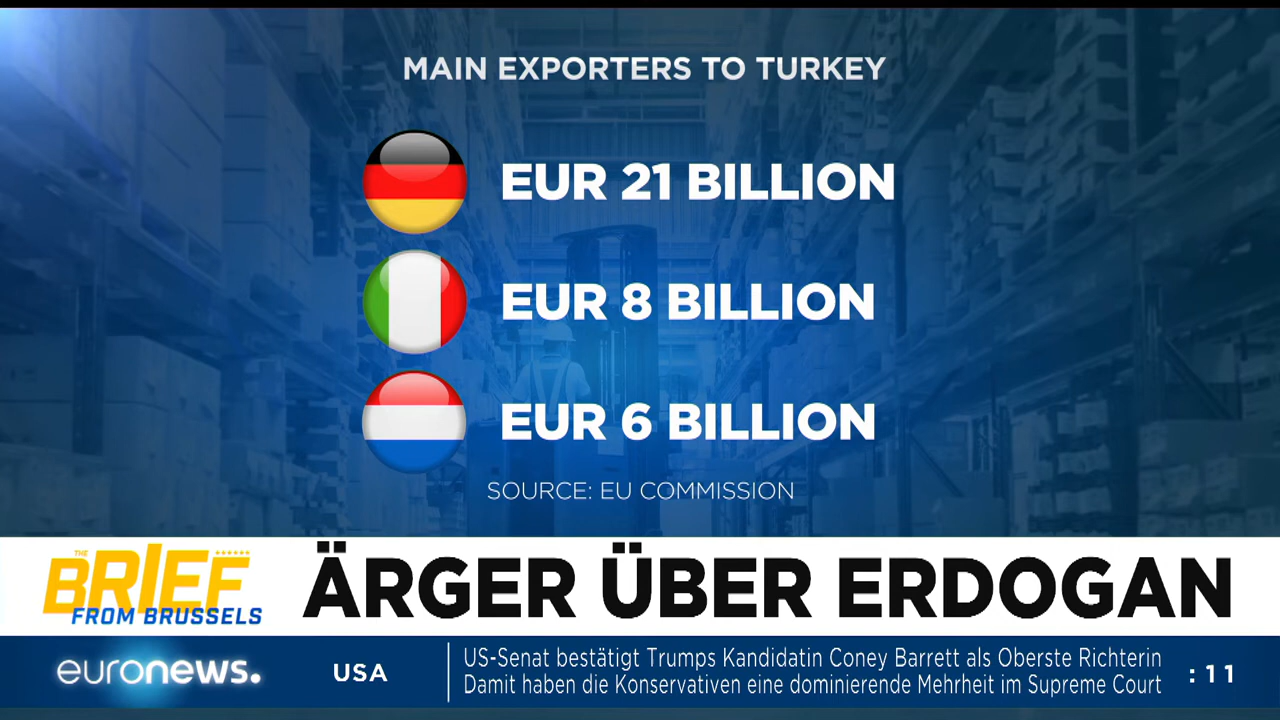 MAIN EXPORTERS TO TURKEY
EUR 21 BILLION
EUR 8 BILLION
EUR 6 BILLION
SOURCE: EU COMMISSION
THE
BRIEF
FROM BRUSSELS
ÄRGER ÜBER ERDOGAN
euronews.
USA
US-Senat bestätigt Trumps Kandidatin Coney Barrett als Oberste Richterin
Damit haben die Konservativen eine dominierende Mehrheit im Supreme Court
:11